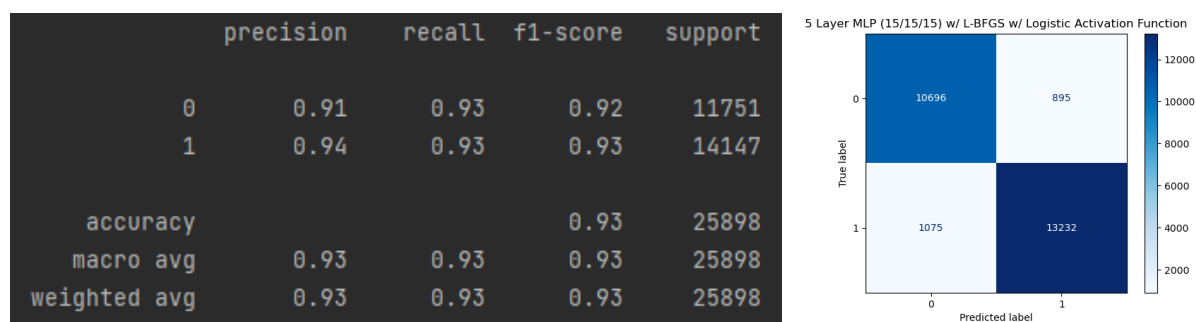 precision recall f1-score support
0 0.91 0.93 0.92 11751
1 0.94 0.93 0.93 14147
accuracy 0.93 25898
macro avg 0.93 0.93 0.93 25898
weighted avg 0.93 0.93 0.93 25898
5 Layer MLP (15/15/15) w/ L-BFGS w/ Logistic Activation Function
True label
0
1
10696 895
1075 13232
0 1
Predicted label
12000
10000
8000
6000
4000
2000